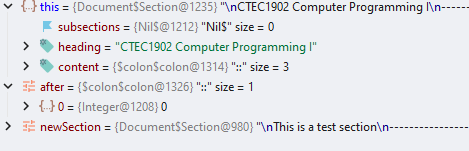 this = {Document$Section@1235} "\nCTEC1902 Computer Programming I\n----------------
subsections = {Nil$@1212} "Nil$" size = 0
heading = "CTEC1902 Computer Programming I"
content = {$colon$colon@1314} "::" size = 3
after = {$colon$colon@1326} "::" size = 1
0 = {Integer@1208} 0
newSection = {Document$Section@980} "\nThis is a test section\n----------------